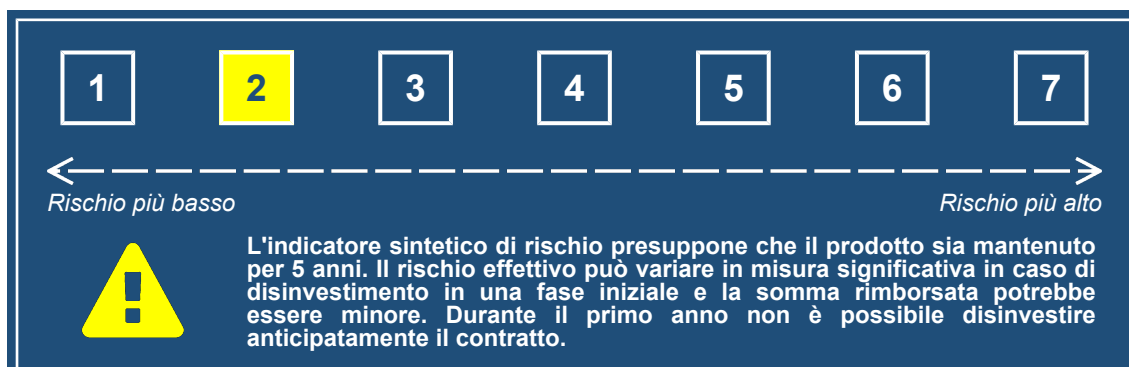 1 2 3 4 5 6 7
Rischio più basso Rischio più alto
L'indicatore sintetico di rischio presuppone che il prodotto sia mantenuto
per 5 anni. Il rischio effettivo può variare in misura significativa in caso di
disinvestimento in una fase iniziale e la somma rimborsata potrebbe
essere minore. Durante il primo anno non è possibile disinvestire
anticipatamente il contratto.